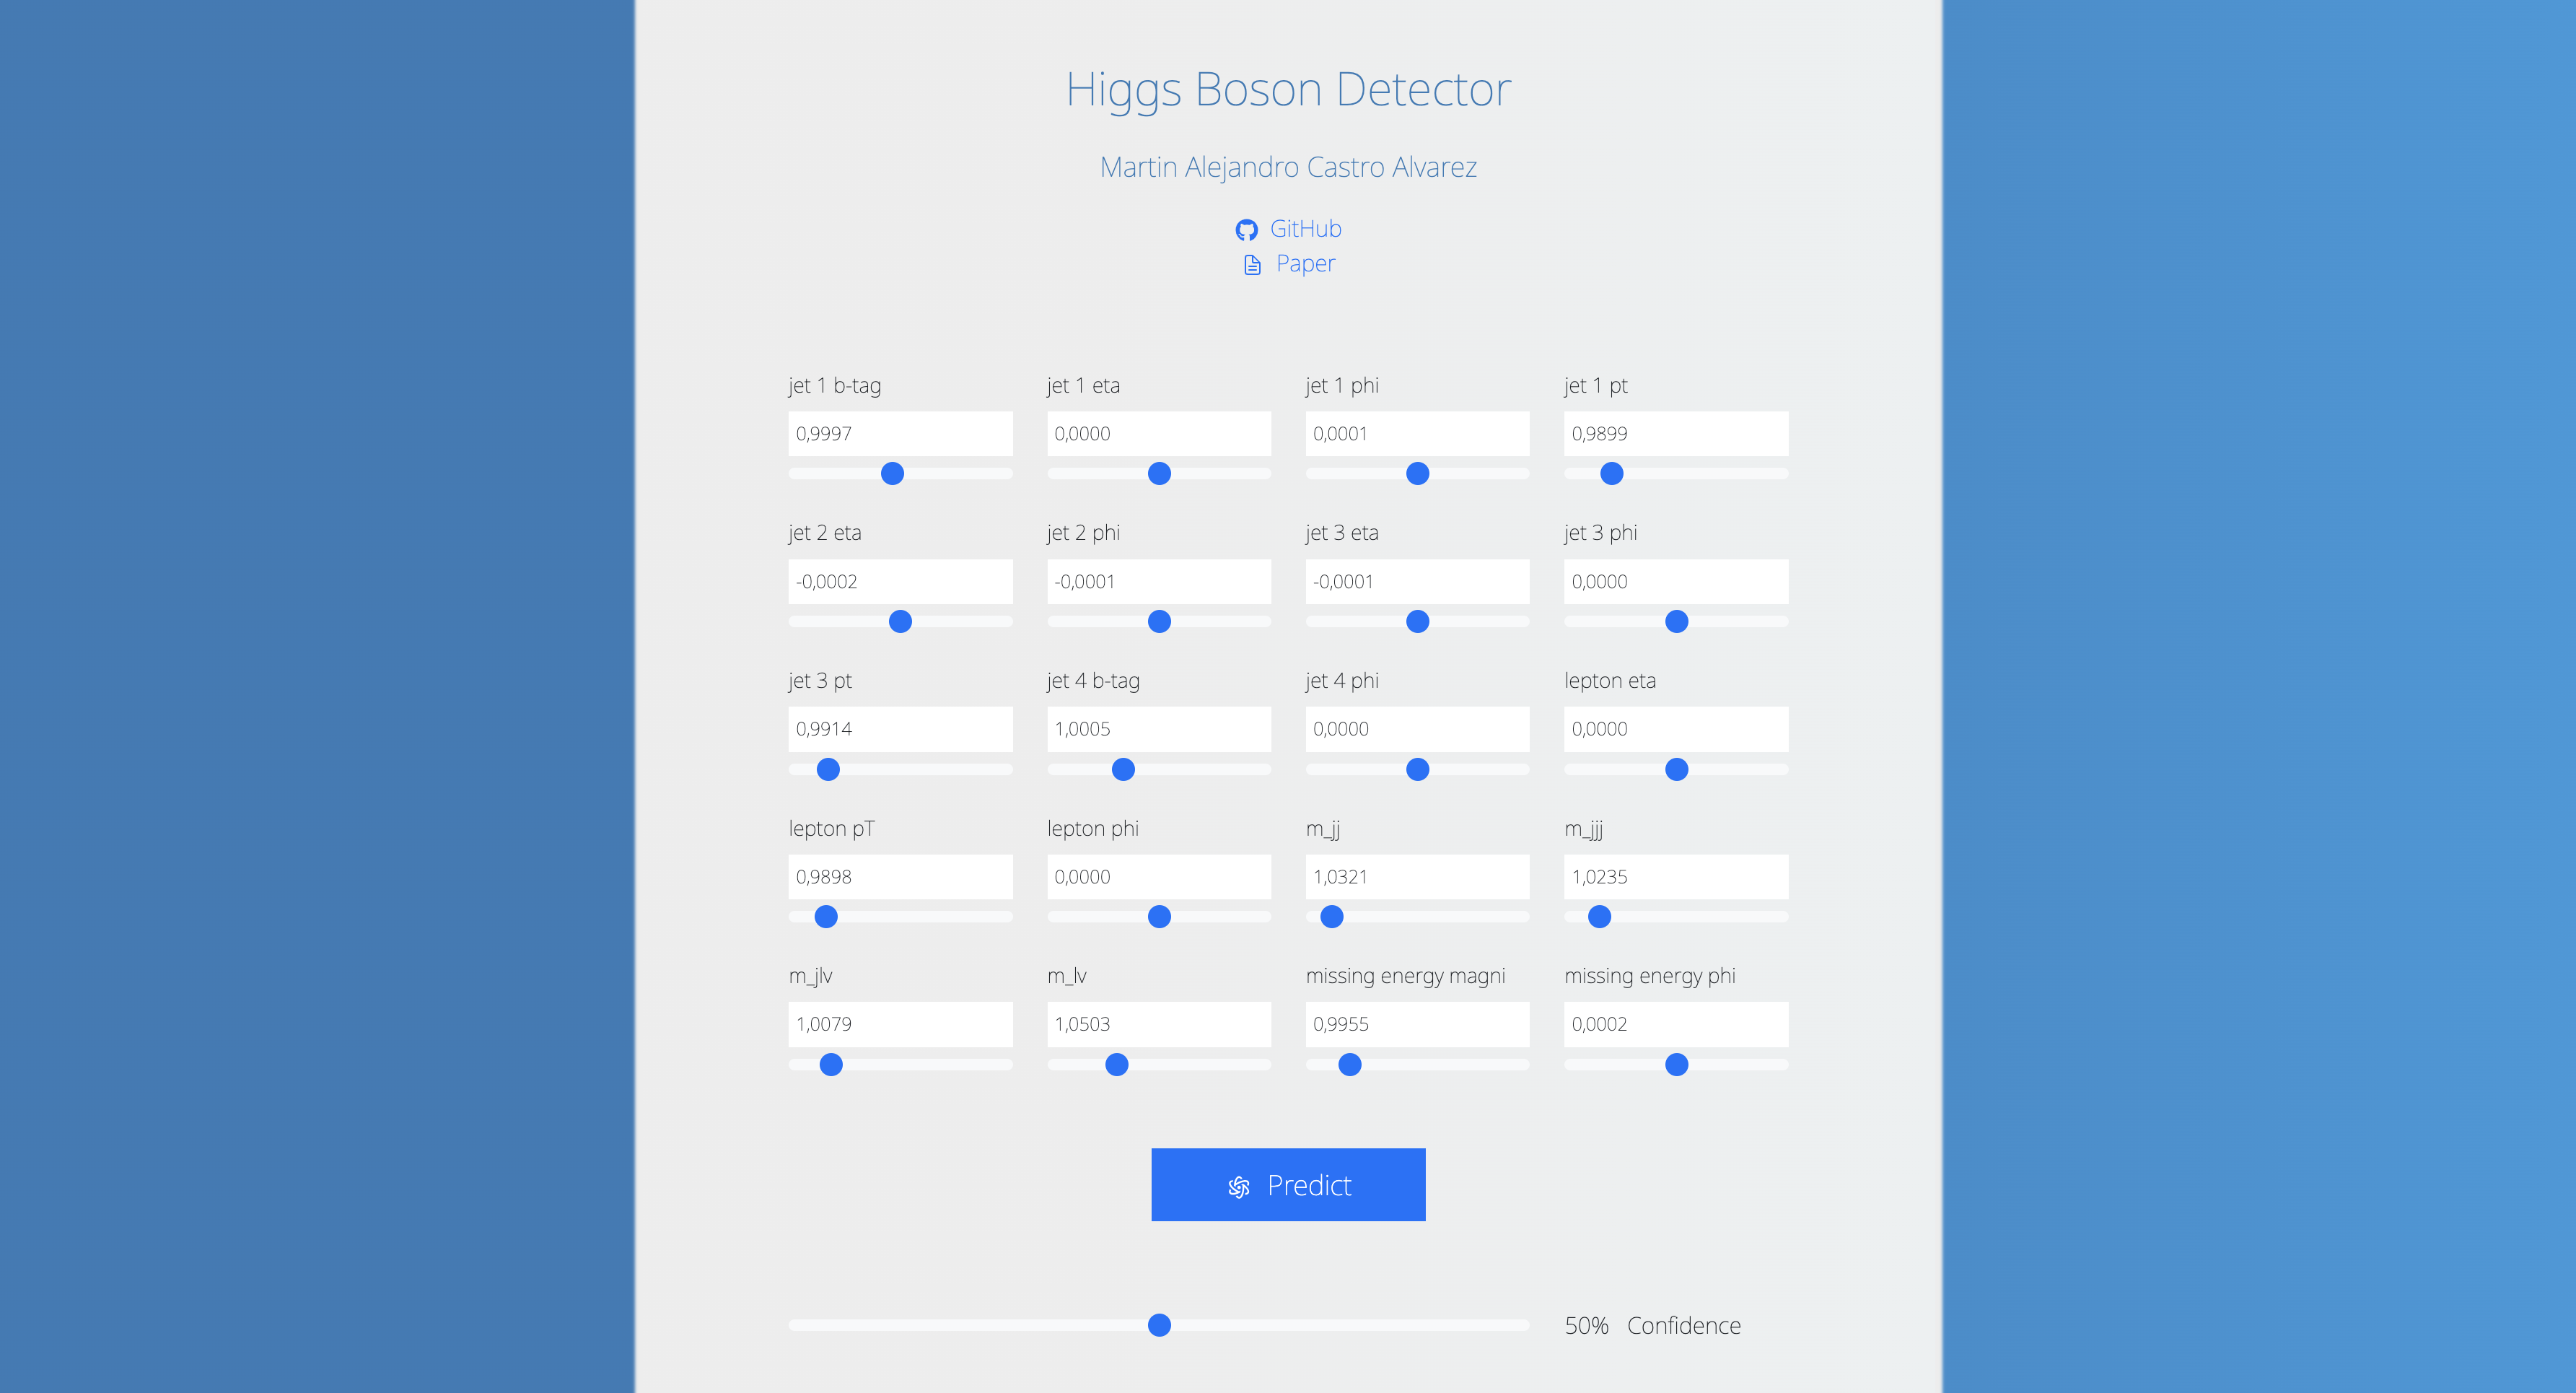 Higgs Boson Detector
Martin Alejandro Castro Alvarez
GitHub
Paper
jet 1 b-tag jet 1 eta jet 1 phi jet 1 pt
0,9997 0,0000 0,0001 0,9899
jet 2 eta jet 2 phi jet 3 eta jet 3 phi
-0,0002 -0,0001 -0,0001 0,0000
jet 3 pt jet 4 b-tag jet 4 phi lepton eta
0,9914 1,0005 0,0000 0,0000
lepton pT lepton phi m_jj m_jjj
0,9898 0,0000 1,0321 1,0235
m_jlv m_lv missing energy magni missing energy phi
1,0079 1,0503 0,9955 0,0002
Predict
50% Confidence